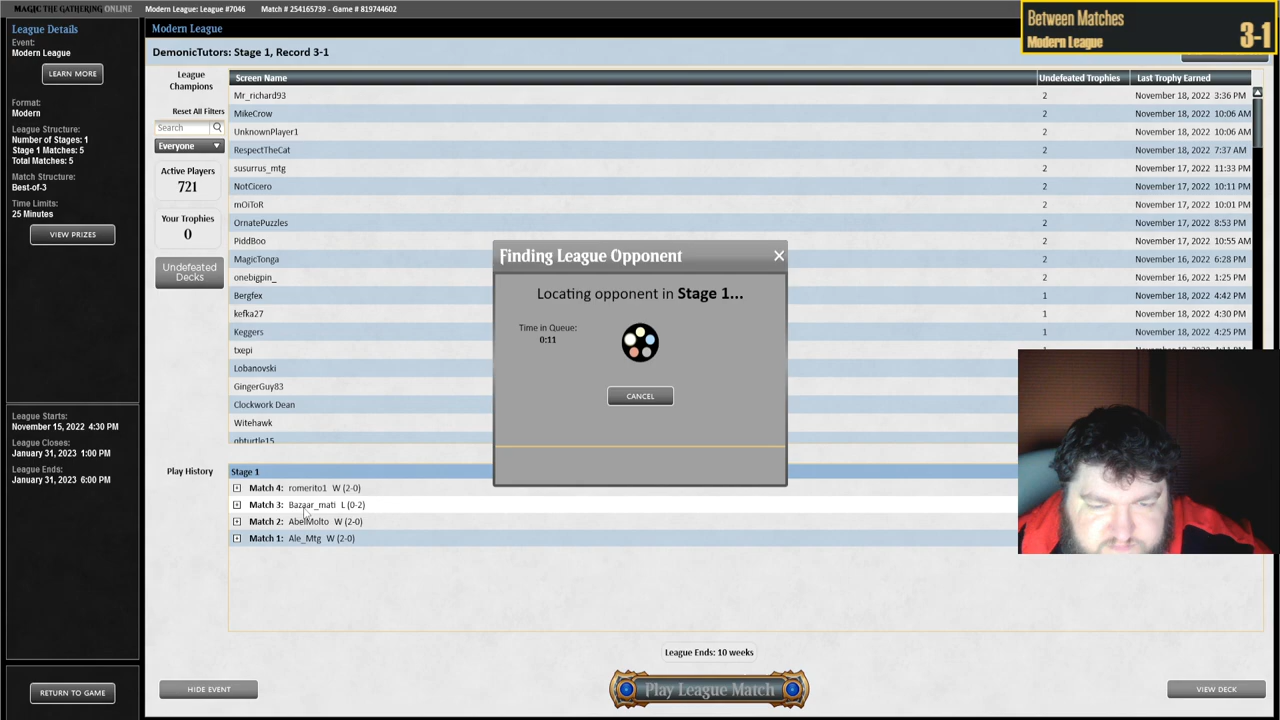 MAGIC THE GATHERING ONLINE
Modern League: League #7046
Match # 254165739 - Game # 819744602
Between Matches
Modern League
3-1
League Details
Event:
Modern League
LEARN MORE
Format:
Modern
League Structure:
Number of Stages: 1
Stage 1 Matches: 5
Total Matches: 5
Match Structure:
Best-of-3
Time Limits:
25 Minutes
VIEW PRIZES
League Starts:
November 15, 2022 4:30 PM
League Closes:
January 31, 2023 1:00 PM
League Ends:
January 31, 2023 6:00 PM
RETURN TO GAME
Modern League
DemonicTutors: Stage 1, Record 3-1
League
Champions
Reset All Filters
Search
Everyone
Active Players
721
Your Trophies
0
Undefeated
Decks
Screen Name Undefeated Trophies Last Trophy Earned
Mr_richard93 2 November 18, 2022 3:36 PM
MikeCrow 2 November 18, 2022 10:06 AM
UnknownPlayer1 2 November 18, 2022 10:06 AM
RespectTheCat 2 November 18, 2022 7:37 AM
susurrus_mtg 2 November 17, 2022 11:33 PM
NotCicero 2 November 17, 2022 10:11 PM
mOiToR 2 November 17, 2022 10:01 PM
OrnatePuzzles 2 November 17, 2022 8:53 PM
PiddBoo 2 November 17, 2022 10:55 AM
MagicTonga 2 November 16, 2022 6:28 PM
onebigpin_ 2 November 16, 2022 1:25 PM
Bergfex 1 November 18, 2022 4:42 PM
kefka27 1 November 18, 2022 4:30 PM
Keggers 1 November 18, 2022 4:25 PM
txepi
Lobanovski
GingerGuy83
Clockwork Dean
Witehawk
obturtle15
Finding League Opponent
Locating opponent in Stage 1...
Time in Queue:
0:11
CANCEL
Play History
Stage 1
Match 4: romerito1 W (2-0)
Match 3: Bazaar_mati L (0-2)
Match 2: AbelMolto W (2-0)
Match 1: Ale_Mtg W (2-0)
League Ends: 10 weeks
HIDE EVENT
Play League Match
VIEW DECK